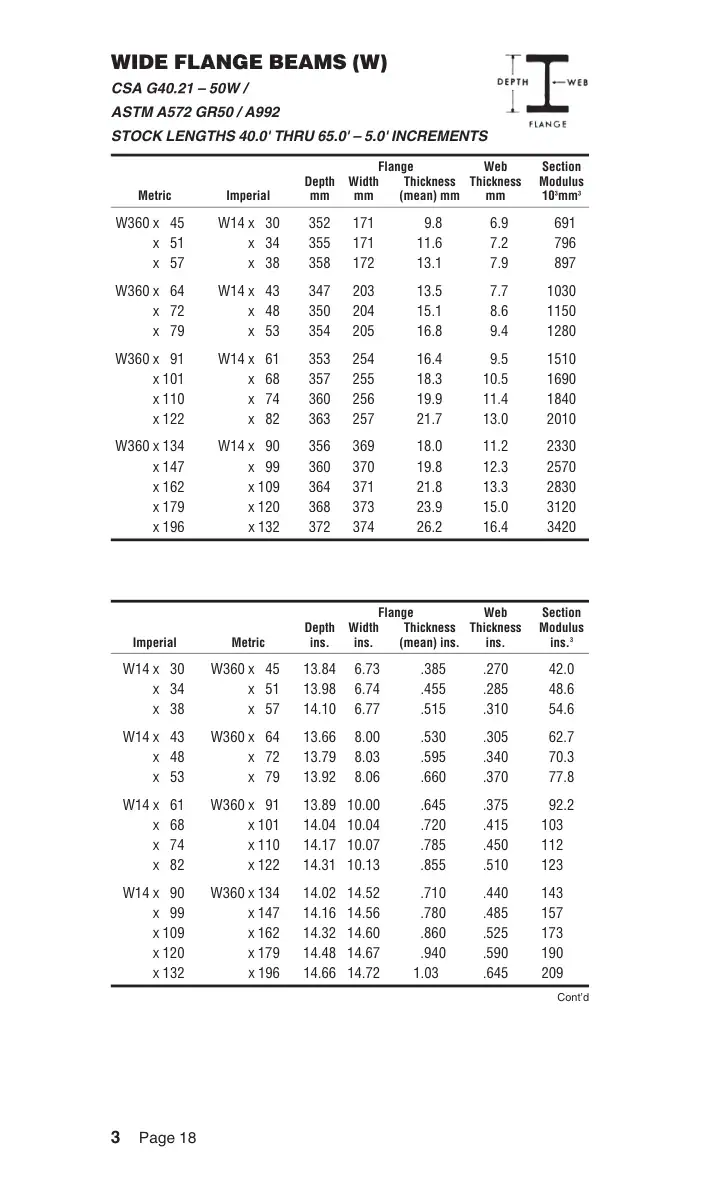 WIDE FLANGE BEAMS (W)
CSA G40.21 – 50W /
ASTM A572 GR50 / A992
STOCK LENGTHS 40.0' THRU 65.0' – 5.0' INCREMENTS
DEPTH WEB
FLANGE
Flange Web Section
Depth Width Thickness Thickness Modulus
Metric Imperial mm mm (mean) mm mm 10³mm³
W360 x 45 W14 x 30 352 171 9.8 6.9 691
x 51 x 34 355 171 11.6 7.2 796
x 57 x 38 358 172 13.1 7.9 897
W360 x 64 W14 x 43 347 203 13.5 7.7 1030
x 72 x 48 350 204 15.1 8.6 1150
x 79 x 53 354 205 16.8 9.4 1280
W360 x 91 W14 x 61 353 254 16.4 9.5 1510
x 101 x 68 357 255 18.3 10.5 1690
x 110 x 74 360 256 19.9 11.4 1840
x 122 x 82 363 257 21.7 13.0 2010
W360 x 134 W14 x 90 356 369 18.0 11.2 2330
x 147 x 99 360 370 19.8 12.3 2570
x 162 x 109 364 371 21.8 13.3 2830
x 179 x 120 368 373 23.9 15.0 3120
x 196 x 132 372 374 26.2 16.4 3420
Flange Web Section
Depth Width Thickness Thickness Modulus
Imperial Metric ins. ins. (mean) ins. ins. ins.³
W14 x 30 W360 x 45 13.84 6.73 .385 .270 42.0
x 34 x 51 13.98 6.74 .455 .285 48.6
x 38 x 57 14.10 6.77 .515 .310 54.6
W14 x 43 W360 x 64 13.66 8.00 .530 .305 62.7
x 48 x 72 13.79 8.03 .595 .340 70.3
x 53 x 79 13.92 8.06 .660 .370 77.8
W14 x 61 W360 x 91 13.89 10.00 .645 .375 92.2
x 68 x 101 14.04 10.04 .720 .415 103
x 74 x 110 14.17 10.07 .785 .450 112
x 82 x 122 14.31 10.13 .855 .510 123
W14 x 90 W360 x 134 14.02 14.52 .710 .440 143
x 99 x 147 14.16 14.56 .780 .485 157
x 109 x 162 14.32 14.60 .860 .525 173
x 120 x 179 14.48 14.67 .940 .590 190
x 132 x 196 14.66 14.72 1.03 .645 209
Cont'd
3 Page 18